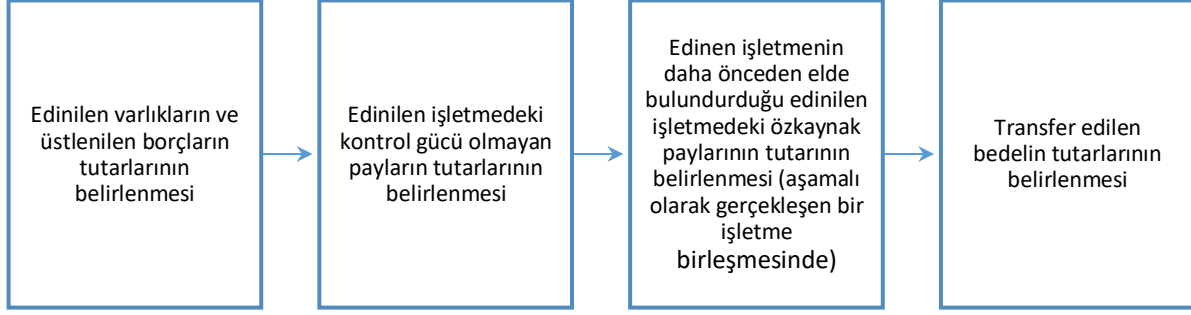 Edinilen varlıkların ve
üstlenilen borçların
tutarlarının
belirlenmesi
Edinilen işletmedeki
kontrol gücü olmayan
payların tutarlarının
belirlenmesi
Edinen işletmenin
daha önceden elde
bulundurduğu edinilen
işletmedeki özkaynak
paylarının tutarının
belirlenmesi (aşamalı
olarak gerçekleşen bir
işletme
birleşmesinde)
Transfer edilen
bedelin tutarlarının
belirlenmesi